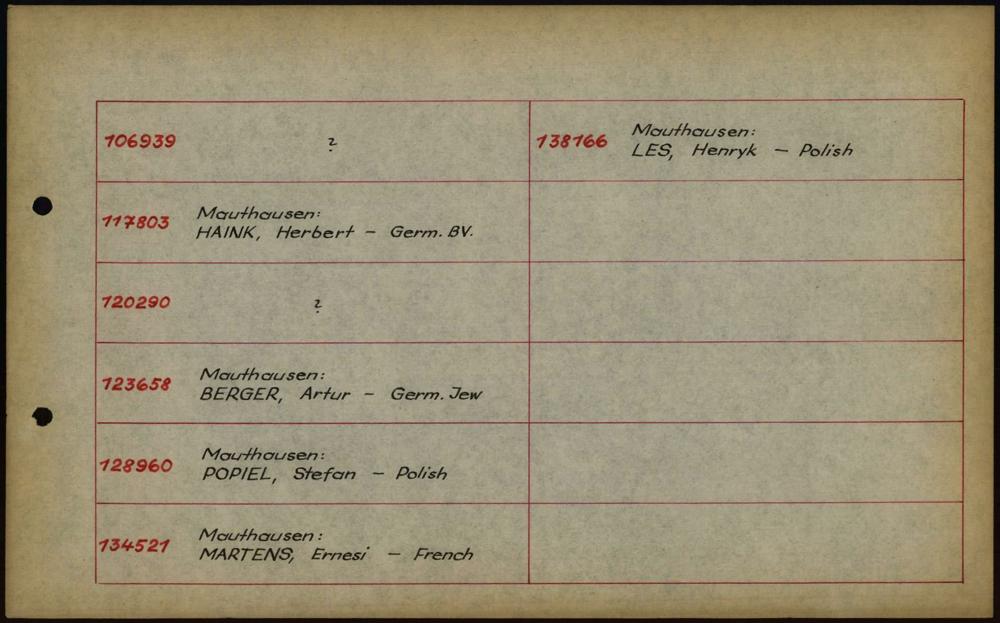 106939 ?
117803 Mauthausen:
HAINK, Herbert – Germ. BV.
120290 ?
123658 Mauthausen:
BERGER, Artur – Germ. Jew
128960 Mauthausen:
POPIEL, Stefan – Polish
134521 Mauthausen:
MARTENS, Ernesi – French
138166 Mauthausen:
LES, Henryk – Polish